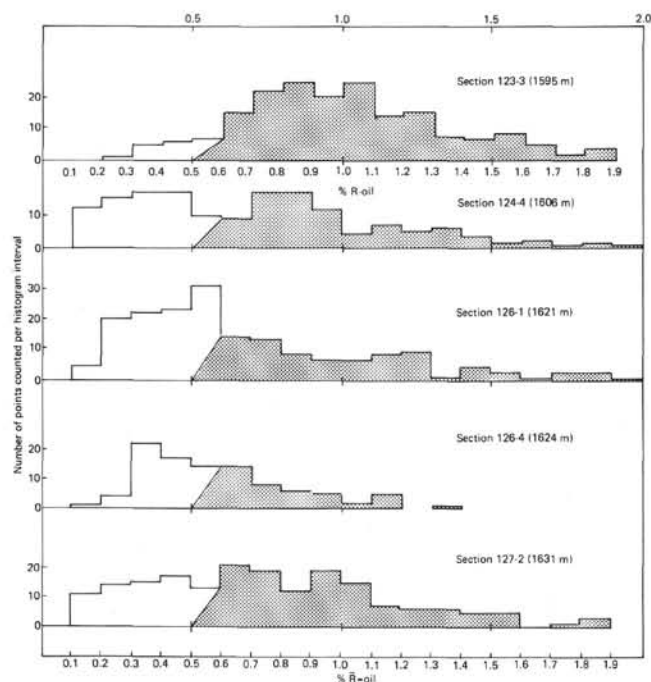 0.5 1.0 1.5 2.0
Section 123-3 (1595 m)
20
10
0
0.1 0.2 0.3 0.4 0.5 0.6 0.7 0.8 0.9 1.0 1.1 1.2 1.3 1.4 1.5 1.6 1.7 1.8 1.9
% R-oil
Section 124-4 (1606 m)
10
0
Number of points counted per histogram interval
30
Section 126-1 (1621 m)
20
10
0
Section 126-4 (1624 m)
20
10
0
Section 127-2 (1631 m)
20
10
0
0.1 0.2 0.3 0.4 0.5 0.6 0.7 0.8 0.9 1.0 1.1 1.2 1.3 1.4 1.5 1.6 1.7 1.8 1.9
% R̄=oil